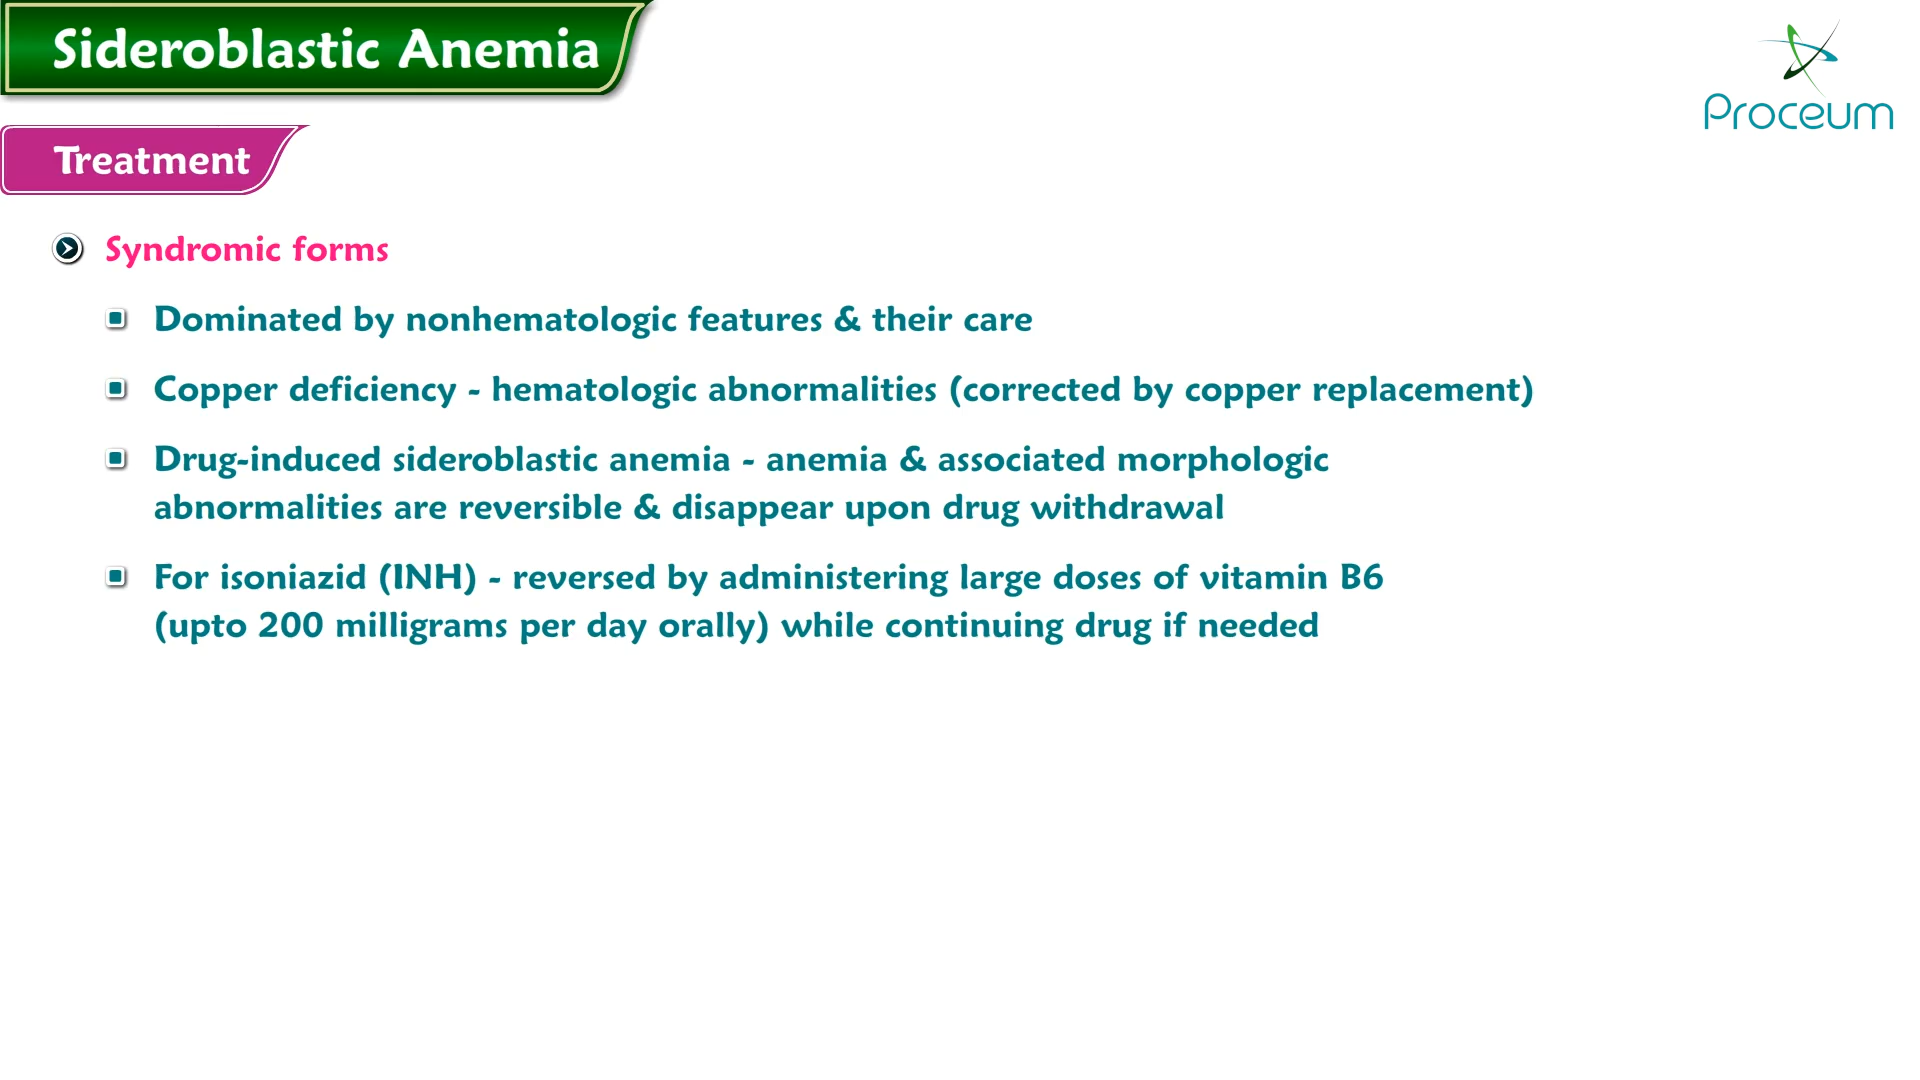 Sideroblastic Anemia
Proceum
Treatment
Syndromic forms
Dominated by nonhematologic features & their care
Copper deficiency - hematologic abnormalities (corrected by copper replacement)
Drug-induced sideroblastic anemia - anemia & associated morphologic
abnormalities are reversible & disappear upon drug withdrawal
For isoniazid (INH) - reversed by administering large doses of vitamin B6
(upto 200 milligrams per day orally) while continuing drug if needed